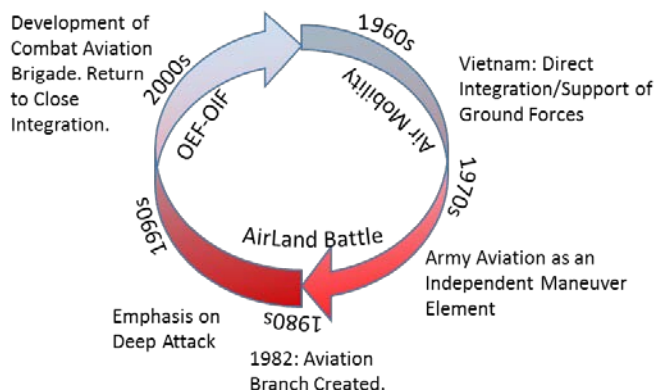 Development of
Combat Aviation
Brigade. Return
to Close
Integration.
2000s
OEF-OIF
1960s
Air Mobility
Vietnam: Direct
Integration/Support of
Ground Forces
1970s
Army Aviation as an
Independent Maneuver
Element
AirLand Battle
1980s
1982: Aviation
Branch Created.
1990s
Emphasis on
Deep Attack